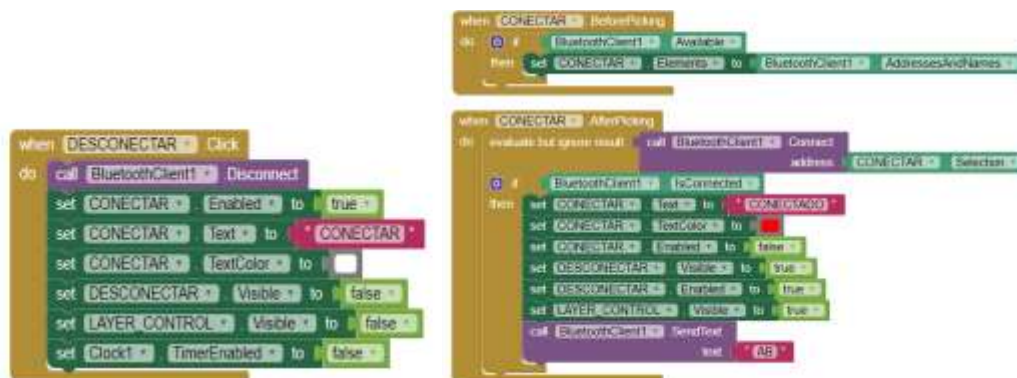 when DESCONECTAR Click
do call BluetoothClient1 Disconnect
set CONECTAR Enabled to true
set CONECTAR Text to " CONECTAR "
set CONECTAR TextColor to
set DESCONECTAR Visible to false
set LAYER_CONTROL Visible to false
set Clock1 TimerEnabled to false
when CONECTAR BeforePicking
do if BluetoothClient1 Available
then set CONECTAR Elements to BluetoothClient1 AddressesAndNames
when CONECTAR AfterPicking
do evaluate but ignore result call BluetoothClient1 Connect
address CONECTAR Selection
if BluetoothClient1 IsConnected
then set CONECTAR Text to " CONECTADO "
set CONECTAR TextColor to
set CONECTAR Enabled to false
set DESCONECTAR Visible to true
set DESCONECTAR Enabled to true
set LAYER_CONTROL Visible to true
call BluetoothClient1 SendText
text " AB "